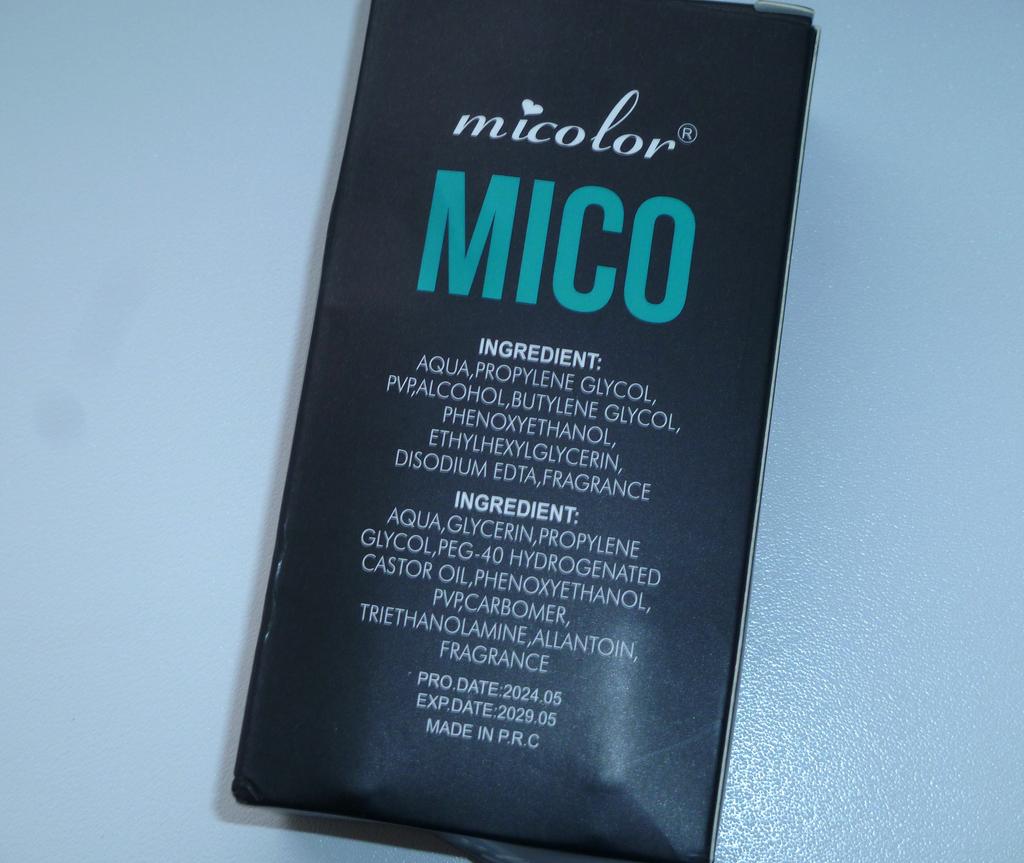 micolor®
MICO
INGREDIENT:
AQUA,PROPYLENE GLYCOL,
PVP,ALCOHOL,BUTYLENE GLYCOL,
PHENOXYETHANOL,
ETHYLHEXYLGLYCERIN,
DISODIUM EDTA,FRAGRANCE
INGREDIENT:
AQUA,GLYCERIN,PROPYLENE
GLYCOL,PEG-40 HYDROGENATED
CASTOR OIL,PHENOXYETHANOL,
PVP,CARBOMER,
TRIETHANOLAMINE,ALLANTOIN,
FRAGRANCE
PRO.DATE:2024.05
EXP.DATE:2029.05
MADE IN P.R.C